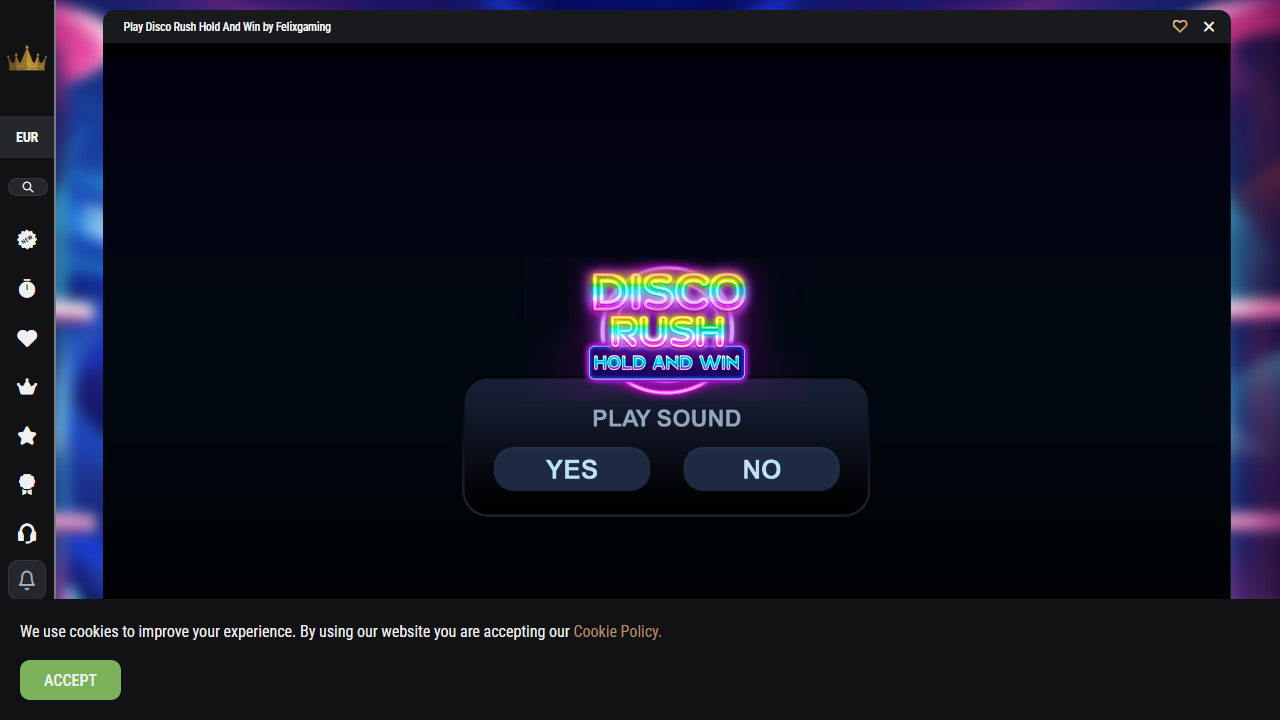 Play Disco Rush Hold And Win by Felixgaming
EUR
NEW
DISCO
RUSH
HOLD AND WIN
PLAY SOUND
YES
NO
We use cookies to improve your experience. By using our website you are accepting our Cookie Policy.
ACCEPT